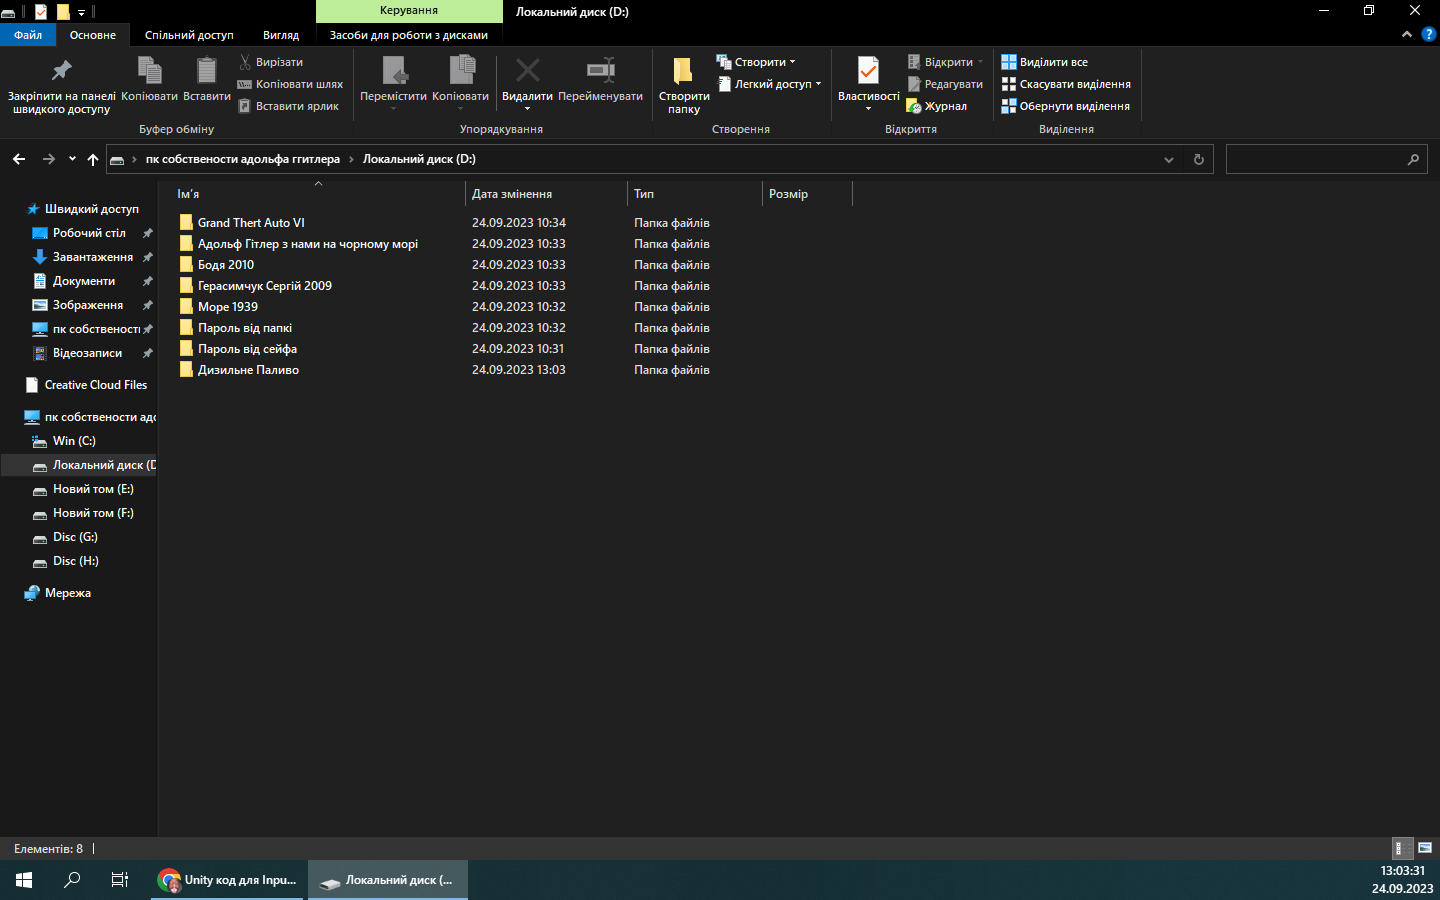 Керування
Локальний диск (D:)
Файл
Основне
Спільний доступ
Вигляд
Засоби для роботи з дисками
Закріпити на панелі швидкого доступу
Копіювати
Вставити
Вирізати
Копіювати шлях
Вставити ярлик
Буфер обміну
Перемістити
Копіювати
Видалити
Перейменувати
Упорядкування
Створити папку
Створити
Легкий доступ
Створення
Властивості
Відкрити
Редагувати
Журнал
Відкриття
Виділити все
Скасувати виділення
Обернути виділення
Виділення
пк собствености адольфа ггитлера > Локальний диск (D:)
Ім'я Дата змінення Тип Розмір
Grand Thert Auto VI 24.09.2023 10:34 Папка файлів
Адольф Гітлер з нами на чорному морі 24.09.2023 10:33 Папка файлів
Бодя 2010 24.09.2023 10:33 Папка файлів
Герасимчук Сергій 2009 24.09.2023 10:33 Папка файлів
Море 1939 24.09.2023 10:32 Папка файлів
Пароль від папкі 24.09.2023 10:32 Папка файлів
Пароль від сейфа 24.09.2023 10:31 Папка файлів
Дизильне Паливо 24.09.2023 13:03 Папка файлів
Швидкий доступ
Робочий стіл
Завантаження
Документи
Зображення
пк собственості
Відеозаписи
Creative Cloud Files
пк собствености адо
Win (C:)
Локальний диск (D
Новий том (E:)
Новий том (F:)
Disc (G:)
Disc (H:)
Мережа
Елементів: 8
Unity код для Inpu...
Локальний диск (...
13:03:31
24.09.2023